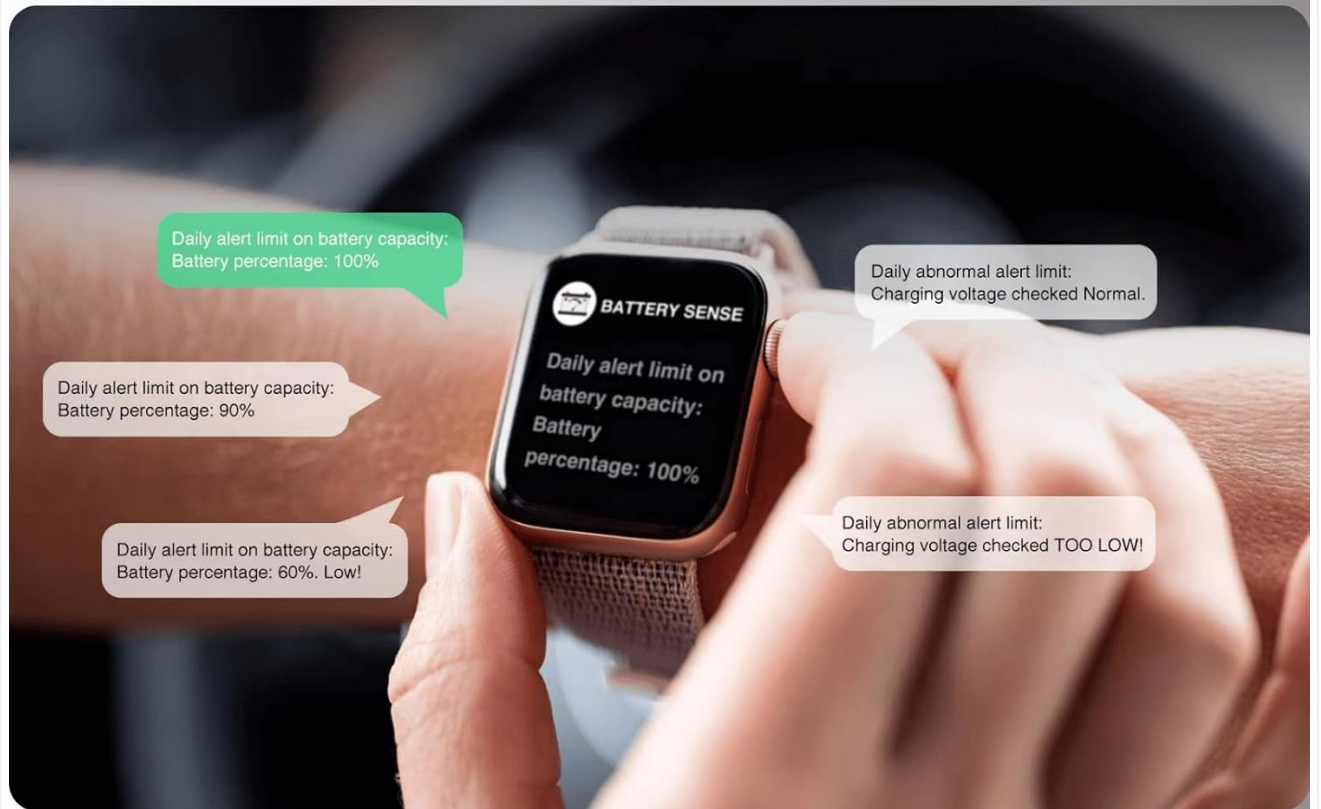 Daily alert limit on battery capacity:
Battery percentage: 100%
Daily abnormal alert limit:
Charging voltage checked Normal.
BATTERY SENSE
Daily alert limit on
battery capacity:
Battery
percentage: 100%
Daily alert limit on battery capacity:
Battery percentage: 90%
Daily alert limit on battery capacity:
Battery percentage: 60%. Low!
Daily abnormal alert limit:
Charging voltage checked TOO LOW!